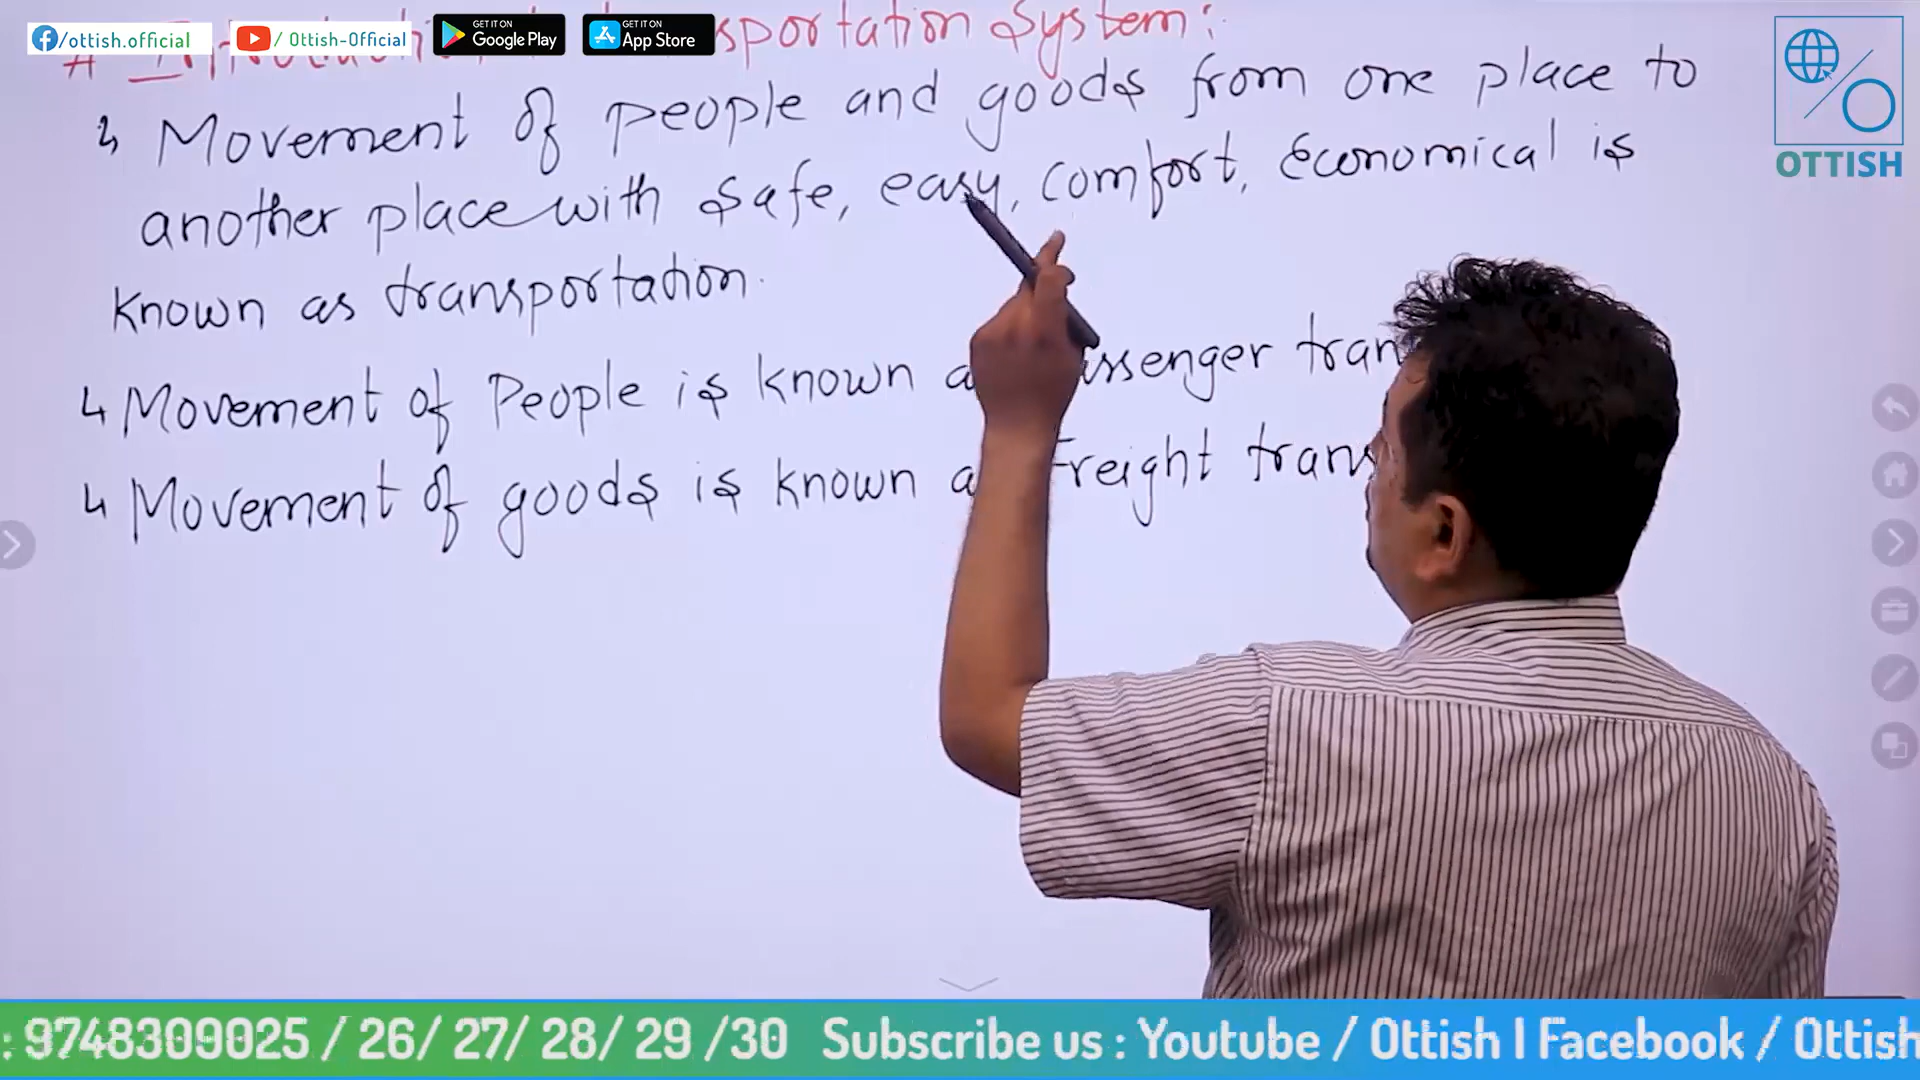 /ottish.official / Ottish-Official GET IT ON Google Play GET IT ON App Store
System:
Movement of people and goods from one place to
another place with safe, easy, comfort, Economical is
known as transportation.
Movement of People is known
Movement of goods is known Freight
OTTISH
: 9748309025 / 26/ 27/ 28/ 29 /30 Subscribe us : Youtube / Ottish I Facebook / Ottish